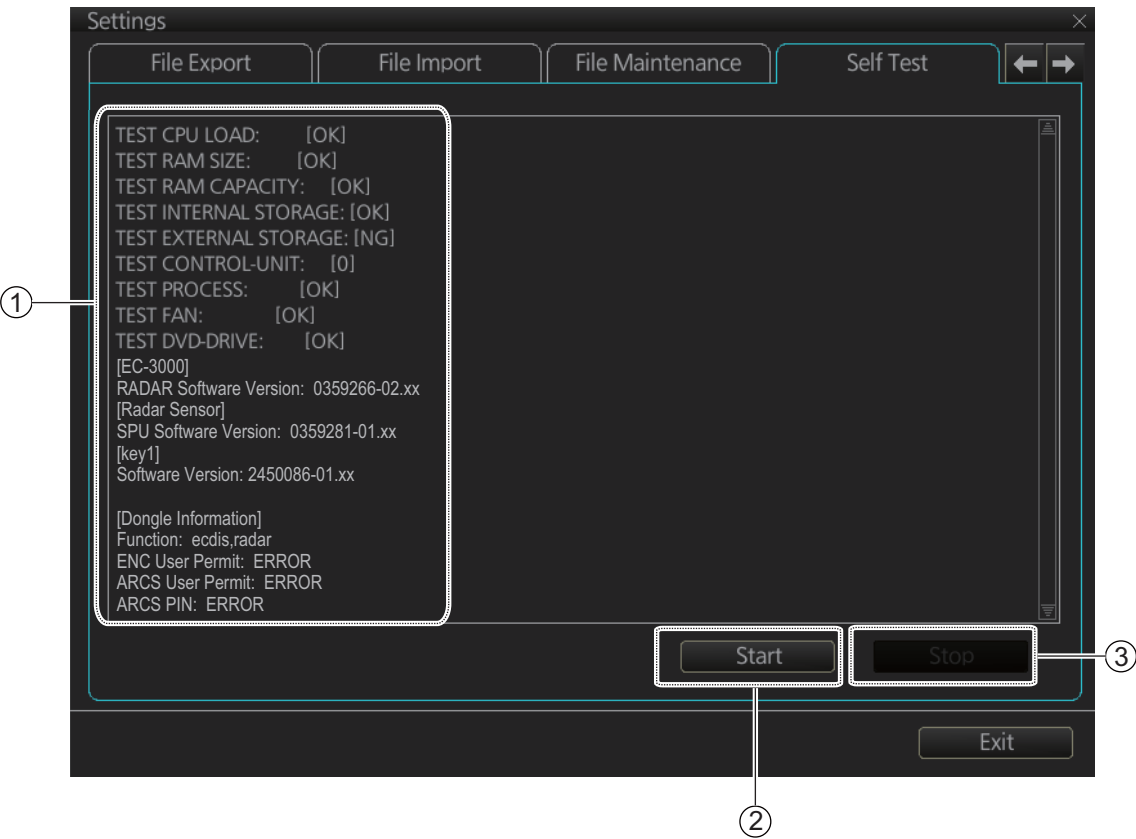 Settings
File Export
File Import
File Maintenance
Self Test
TEST CPU LOAD: [OK]
TEST RAM SIZE: [OK]
TEST RAM CAPACITY: [OK]
TEST INTERNAL STORAGE: [OK]
TEST EXTERNAL STORAGE: [NG]
TEST CONTROL-UNIT: [0]
TEST PROCESS: [OK]
TEST FAN: [OK]
TEST DVD-DRIVE: [OK]
[EC-3000]
RADAR Software Version: 0359266-02.xx
[Radar Sensor]
SPU Software Version: 0359281-01.xx
[key1]
Software Version: 2450086-01.xx
[Dongle Information]
Function: ecdis,radar
ENC User Permit: ERROR
ARCS User Permit: ERROR
ARCS PIN: ERROR
1
Start
Stop
3
Exit
2